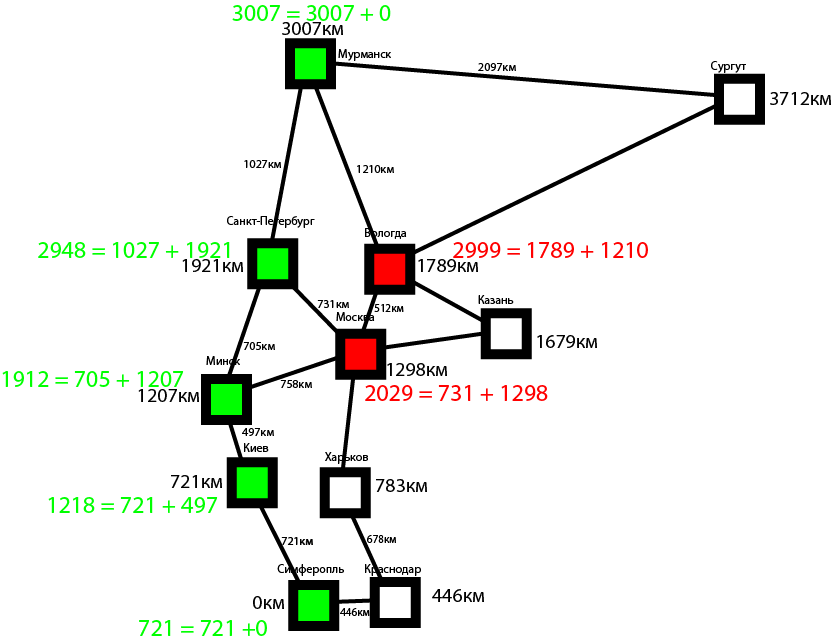 3007 = 3007 + 0
3007км
Мурманск
2097км
Сургут
3712км
1027км
1210км
Санкт-Петербург
2948 = 1027 + 1921
1921км
Вологда
2999 = 1789 + 1210
1789км
731км
512км
Казань
Москва
1679км
705км
Минск
1298км
1912 = 705 + 1207
758км
1207км
2029 = 731 + 1298
497км
Киев
Харьков
721км
783км
1218 = 721 + 497
721км
678км
Симферопль
Краснодар
0км
446км
446км
721 = 721 +0